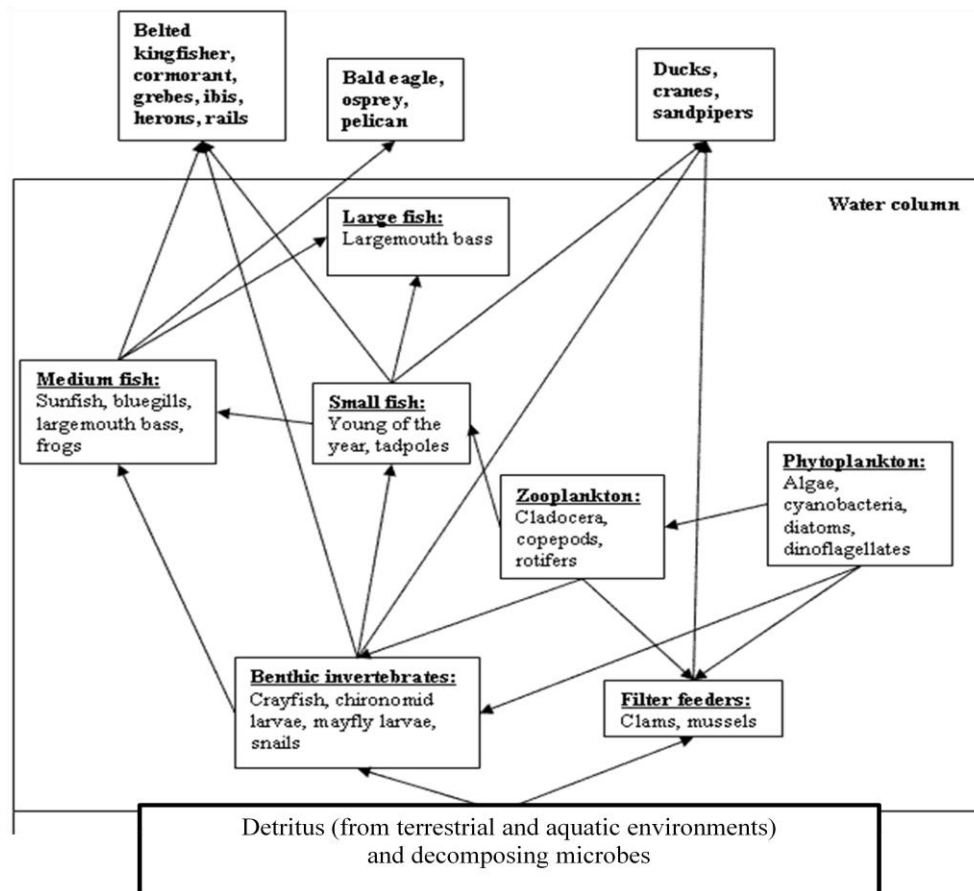 Belted
kingfisher,
cormorant,
grebes, ibis,
herons, rails
Bald eagle,
osprey,
pelican
Ducks,
cranes,
sandpipers
Water column
Large fish:
Largemouth bass
Medium fish:
Sunfish, bluegills,
largemouth bass,
frogs
Small fish:
Young of the
year, tadpoles
Zooplankton:
Cladocera,
copepods,
rotifers
Phytoplankton:
Algae,
cyanobacteria,
diatoms,
dinoflagellates
Benthic invertebrates:
Crayfish, chironomid
larvae, mayfly larvae,
snails
Filter feeders:
Clams, mussels
Detritus (from terrestrial and aquatic environments)
and decomposing microbes